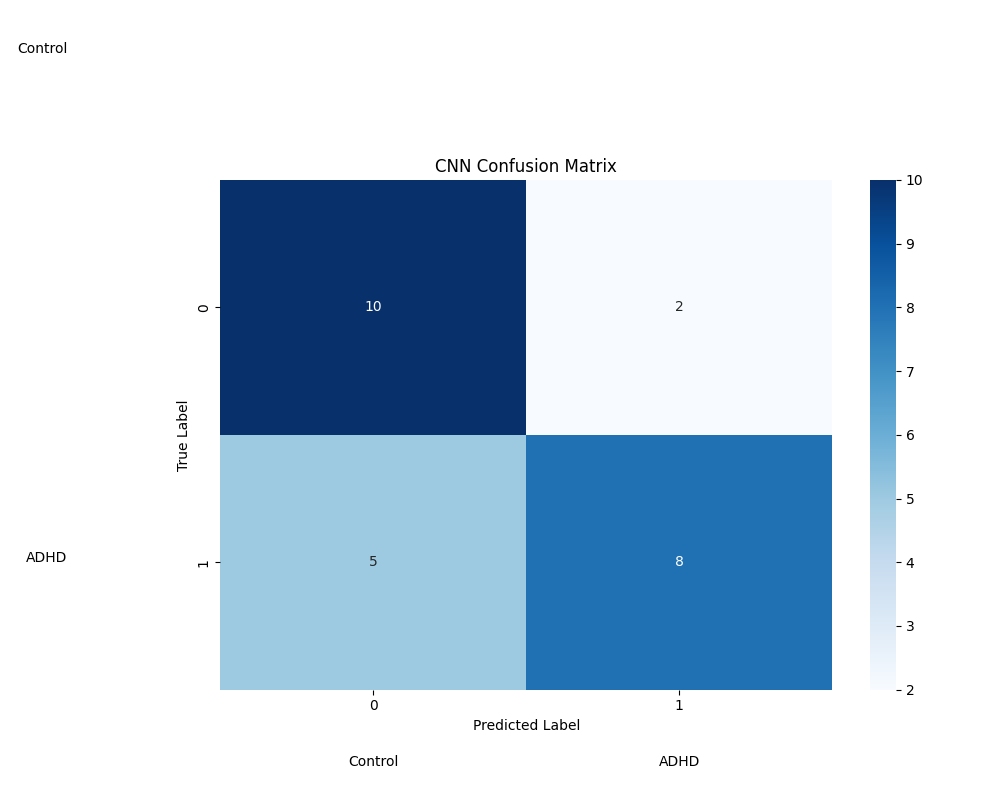 Control
CNN Confusion Matrix
10
9
8
7
6
5
4
3
2
True Label
0
1
10
2
5
8
ADHD
0
1
Predicted Label
Control
ADHD